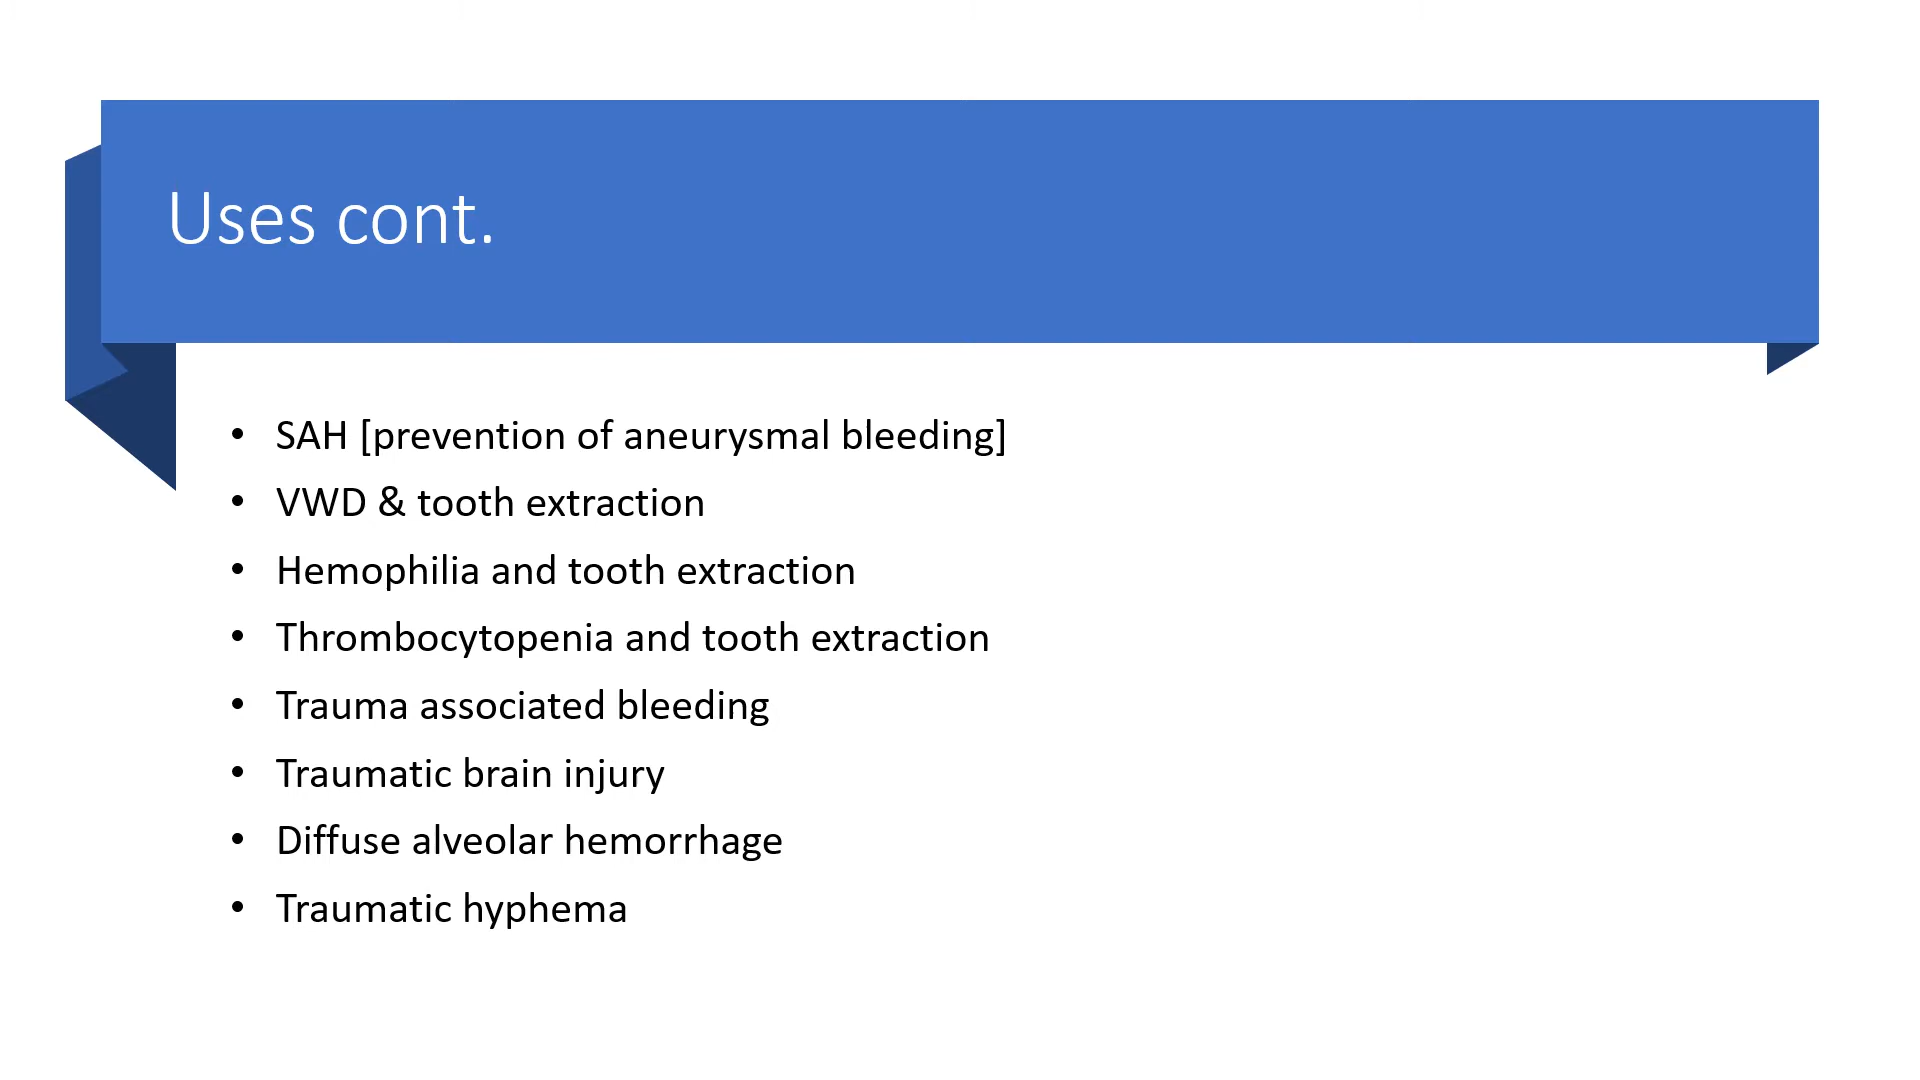 Uses cont.
• SAH [prevention of aneurysmal bleeding]
• VWD & tooth extraction
• Hemophilia and tooth extraction
• Thrombocytopenia and tooth extraction
• Trauma associated bleeding
• Traumatic brain injury
• Diffuse alveolar hemorrhage
• Traumatic hyphema